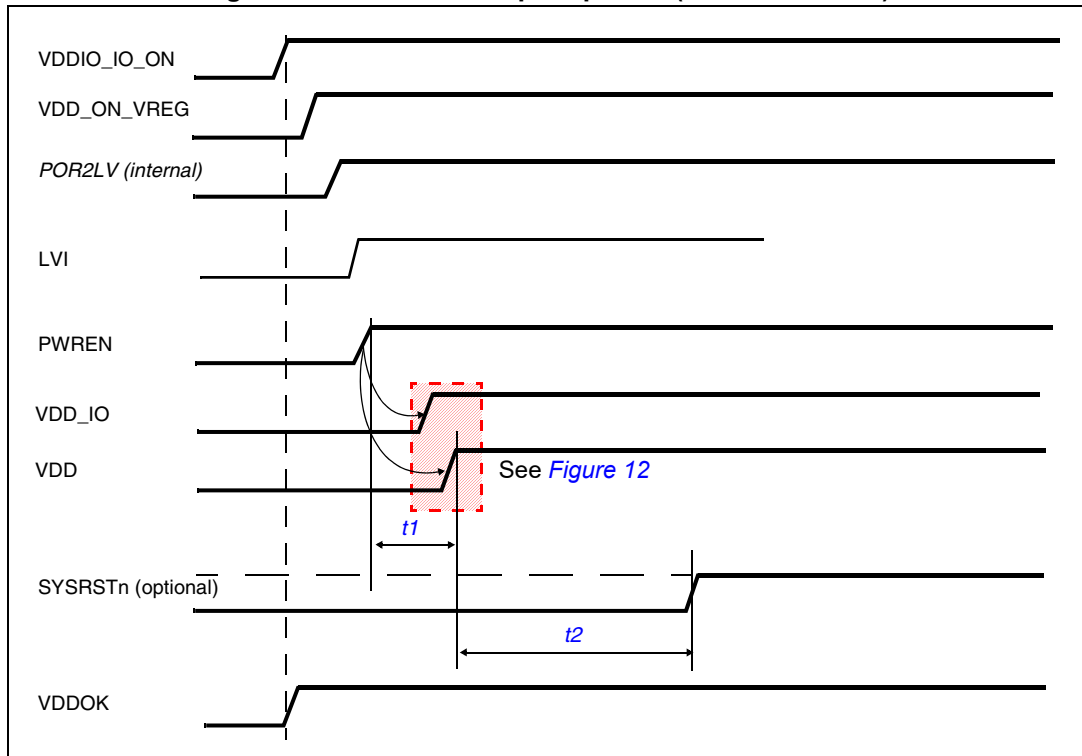 VDDIO_IO_ON
VDD_ON_VREG
POR2LV (internal)
LVI
PWREN
VDD_IO
VDD
See Figure 12
t1
SYSRSTn (optional)
t2
VDDOK